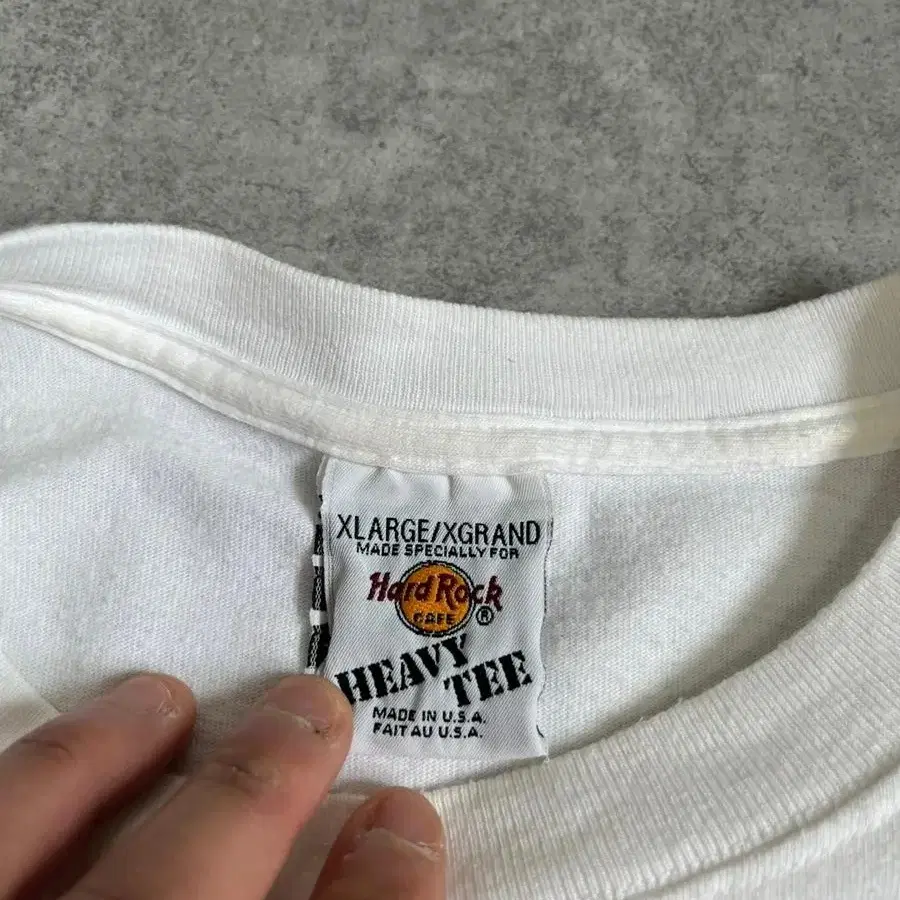 XLARGE/XGRAND
MADE SPECIALLY FOR
Hard Rock
CAFE ®
HEAVY
TEE
MADE IN U.S.A.
FAIT AU U.S.A.